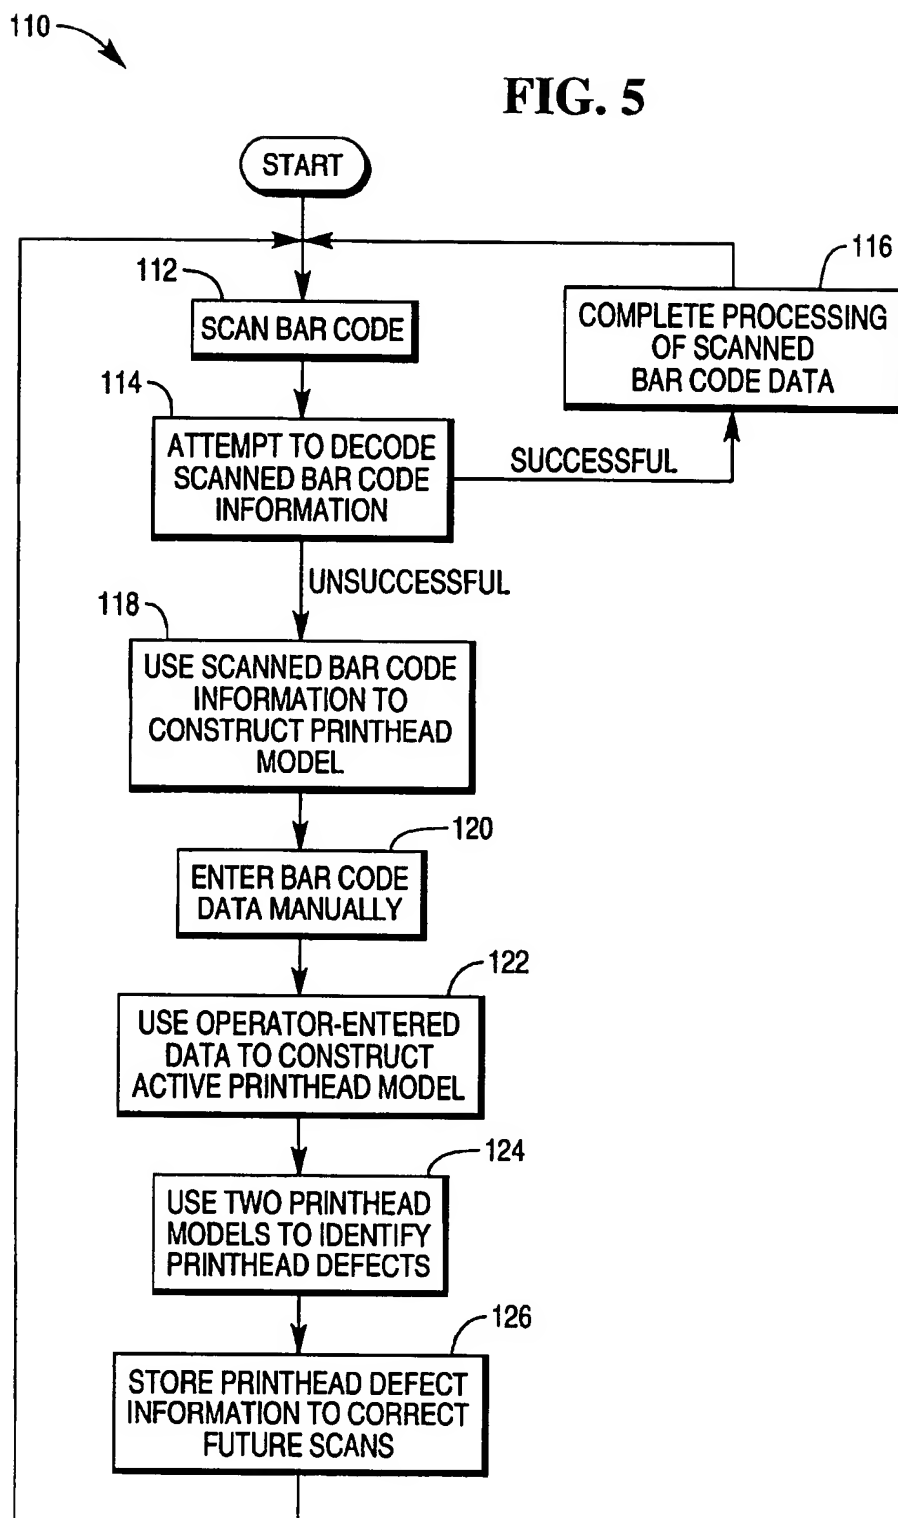 110
FIG. 5
START
112
SCAN BAR CODE
116
COMPLETE PROCESSING
OF SCANNED
BAR CODE DATA
114
ATTEMPT TO DECODE
SCANNED BAR CODE
INFORMATION
SUCCESSFUL
UNSUCCESSFUL
118
USE SCANNED BAR CODE
INFORMATION TO
CONSTRUCT PRINTHEAD
MODEL
120
ENTER BAR CODE
DATA MANUALLY
122
USE OPERATOR-ENTERED
DATA TO CONSTRUCT
ACTIVE PRINTHEAD MODEL
124
USE TWO PRINTHEAD
MODELS TO IDENTIFY
PRINTHEAD DEFECTS
126
STORE PRINTHEAD DEFECT
INFORMATION TO CORRECT
FUTURE SCANS